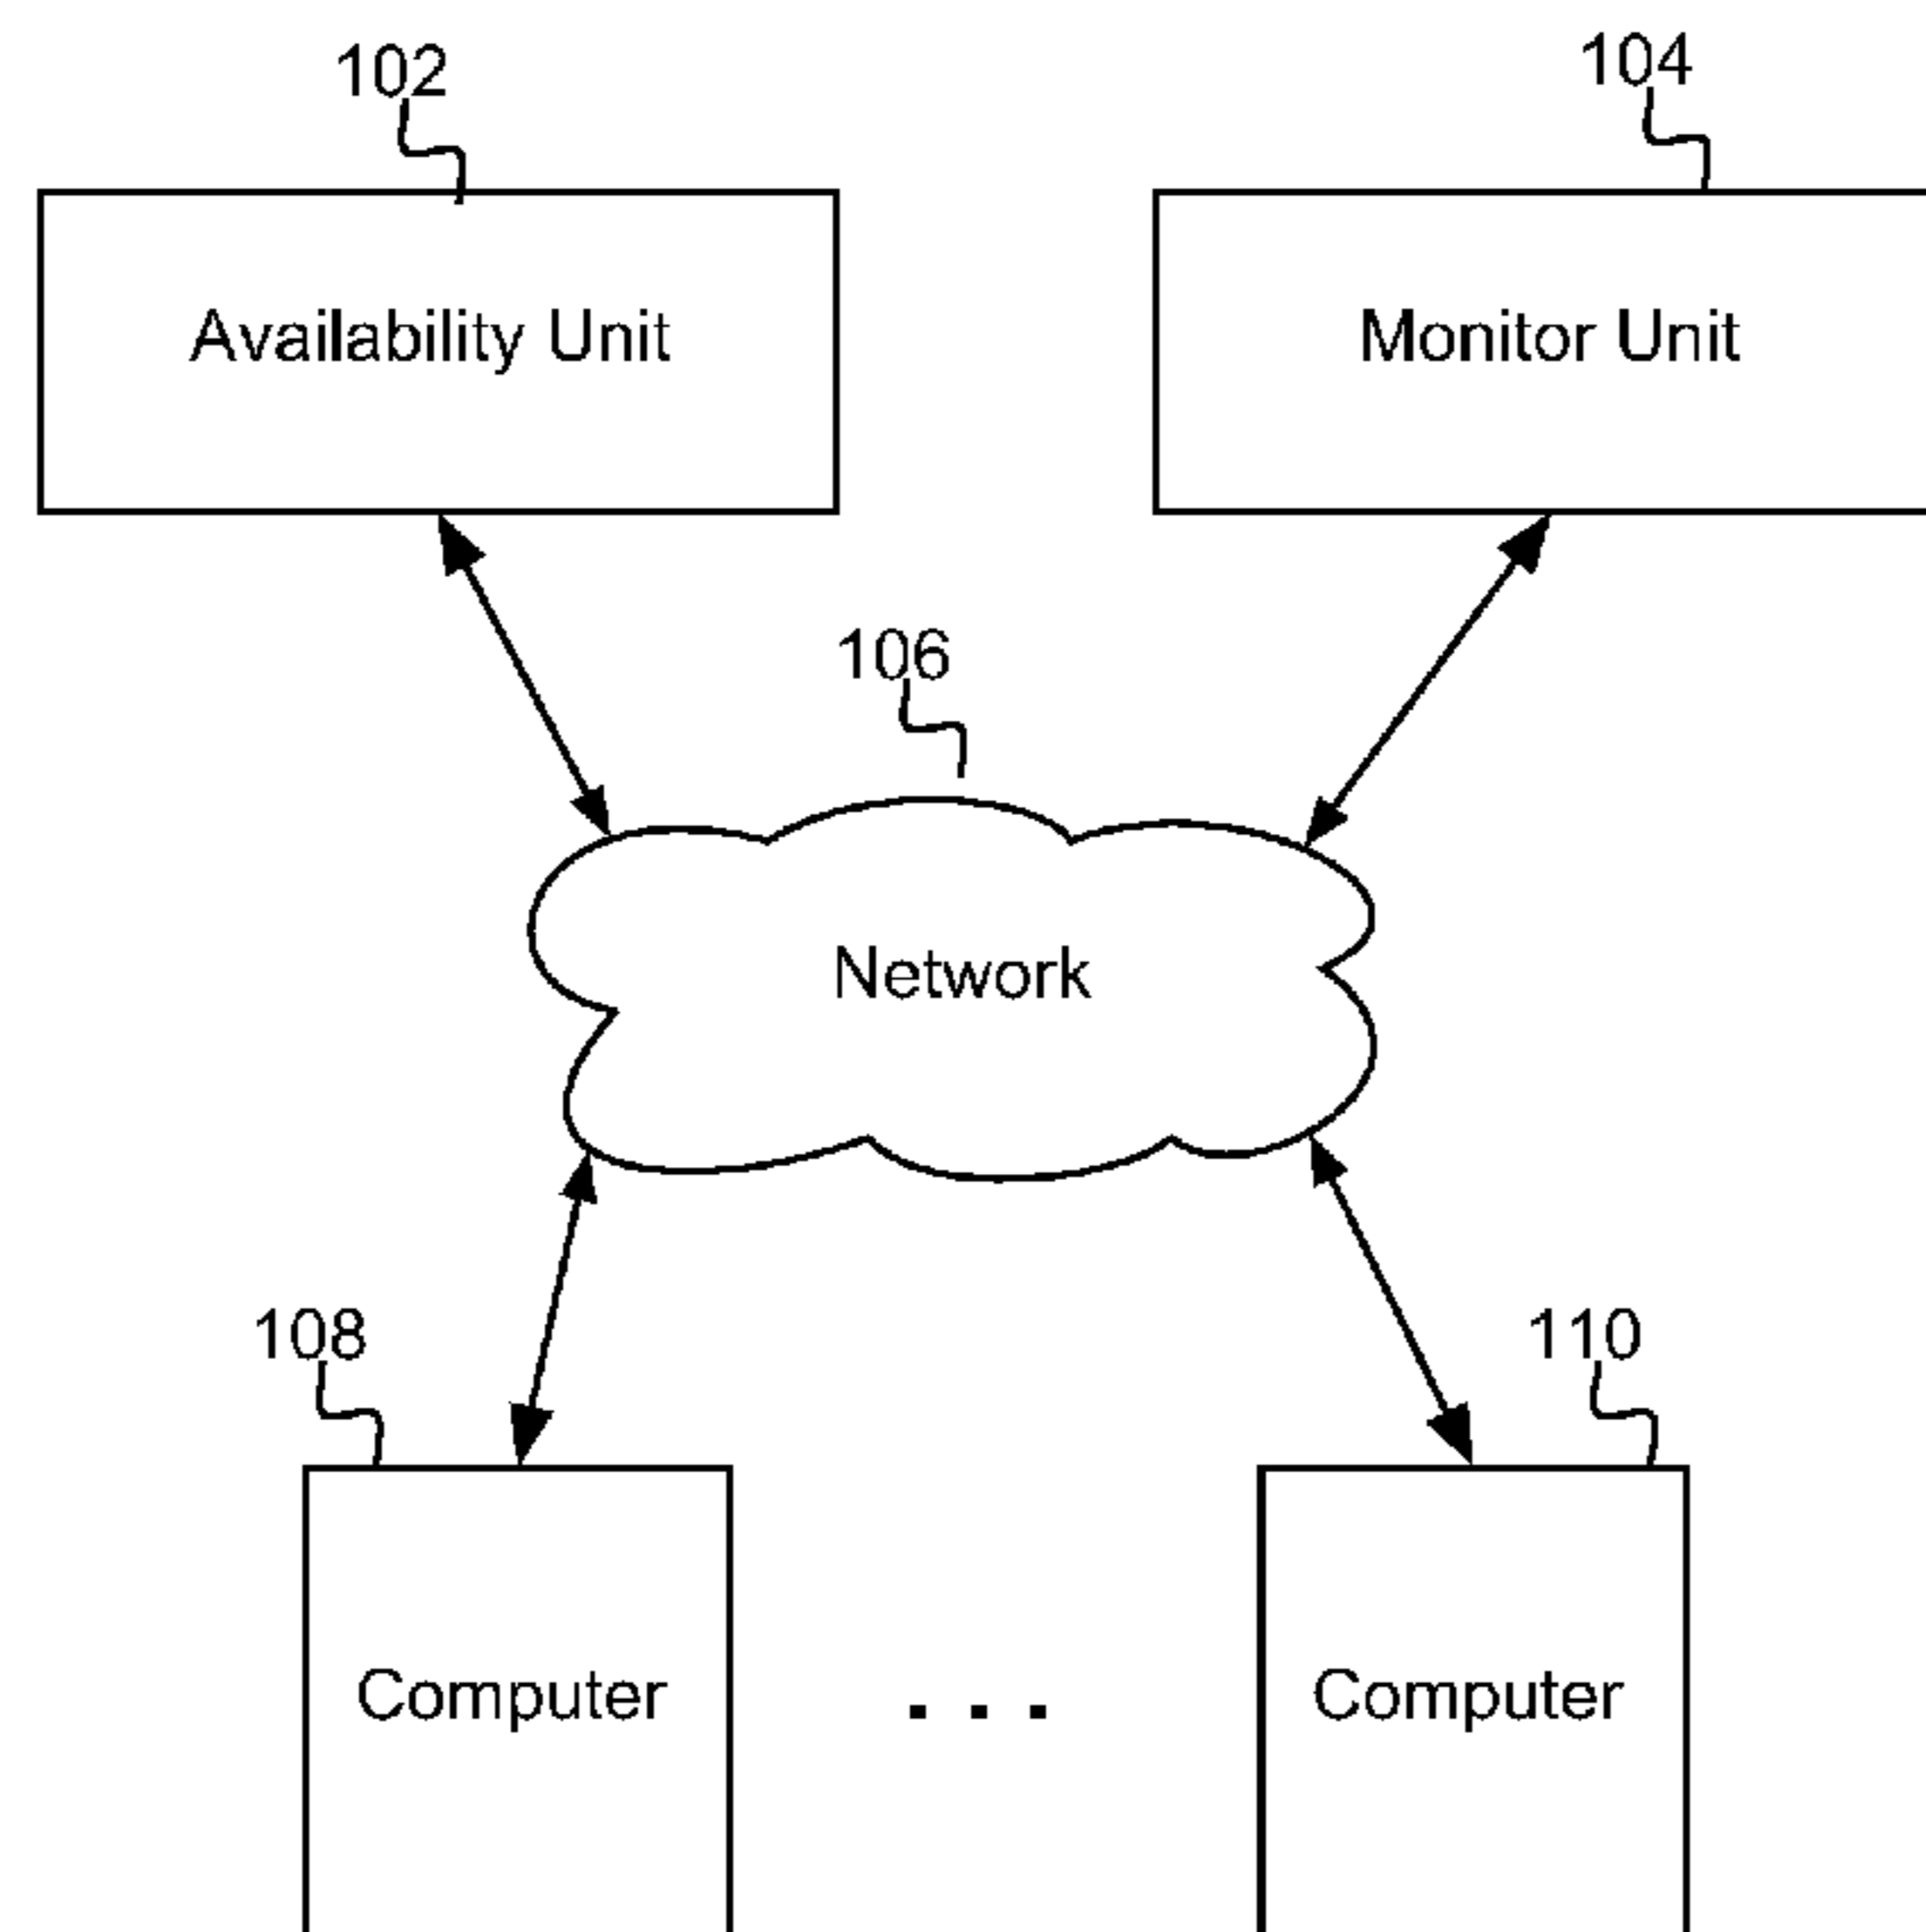 102
104
Availability Unit
Monitor Unit
106
Network
108
110
Computer
. . .
Computer